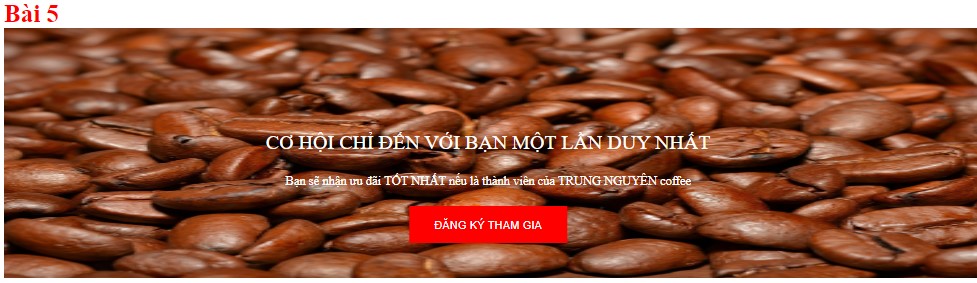 Bài 5
CƠ HỘI CHỈ ĐẾN VỚI BẠN MỘT LẦN DUY NHẤT
Bạn sẽ nhận ưu đãi TỐT NHẤT nếu là thành viên của TRUNG NGUYÊN coffee
ĐĂNG KÝ THAM GIA